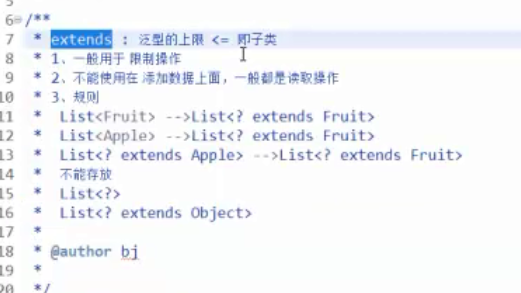 6 /**
7 * extends : 泛型的上限 <= 即子类
8 * 1、一般用于 限制操作
9 * 2、不能使用在 添加数据上面，一般都是读取操作
10 * 3、规则
11 * List<Fruit> -->List<? extends Fruit>
12 * List<Apple> -->List<? extends Fruit>
13 * List<? extends Apple> -->List<? extends Fruit>
14 * 不能存放
15 * List<?>
16 * List<? extends Object>
17 *
18 * @author bj
19 *
20 */